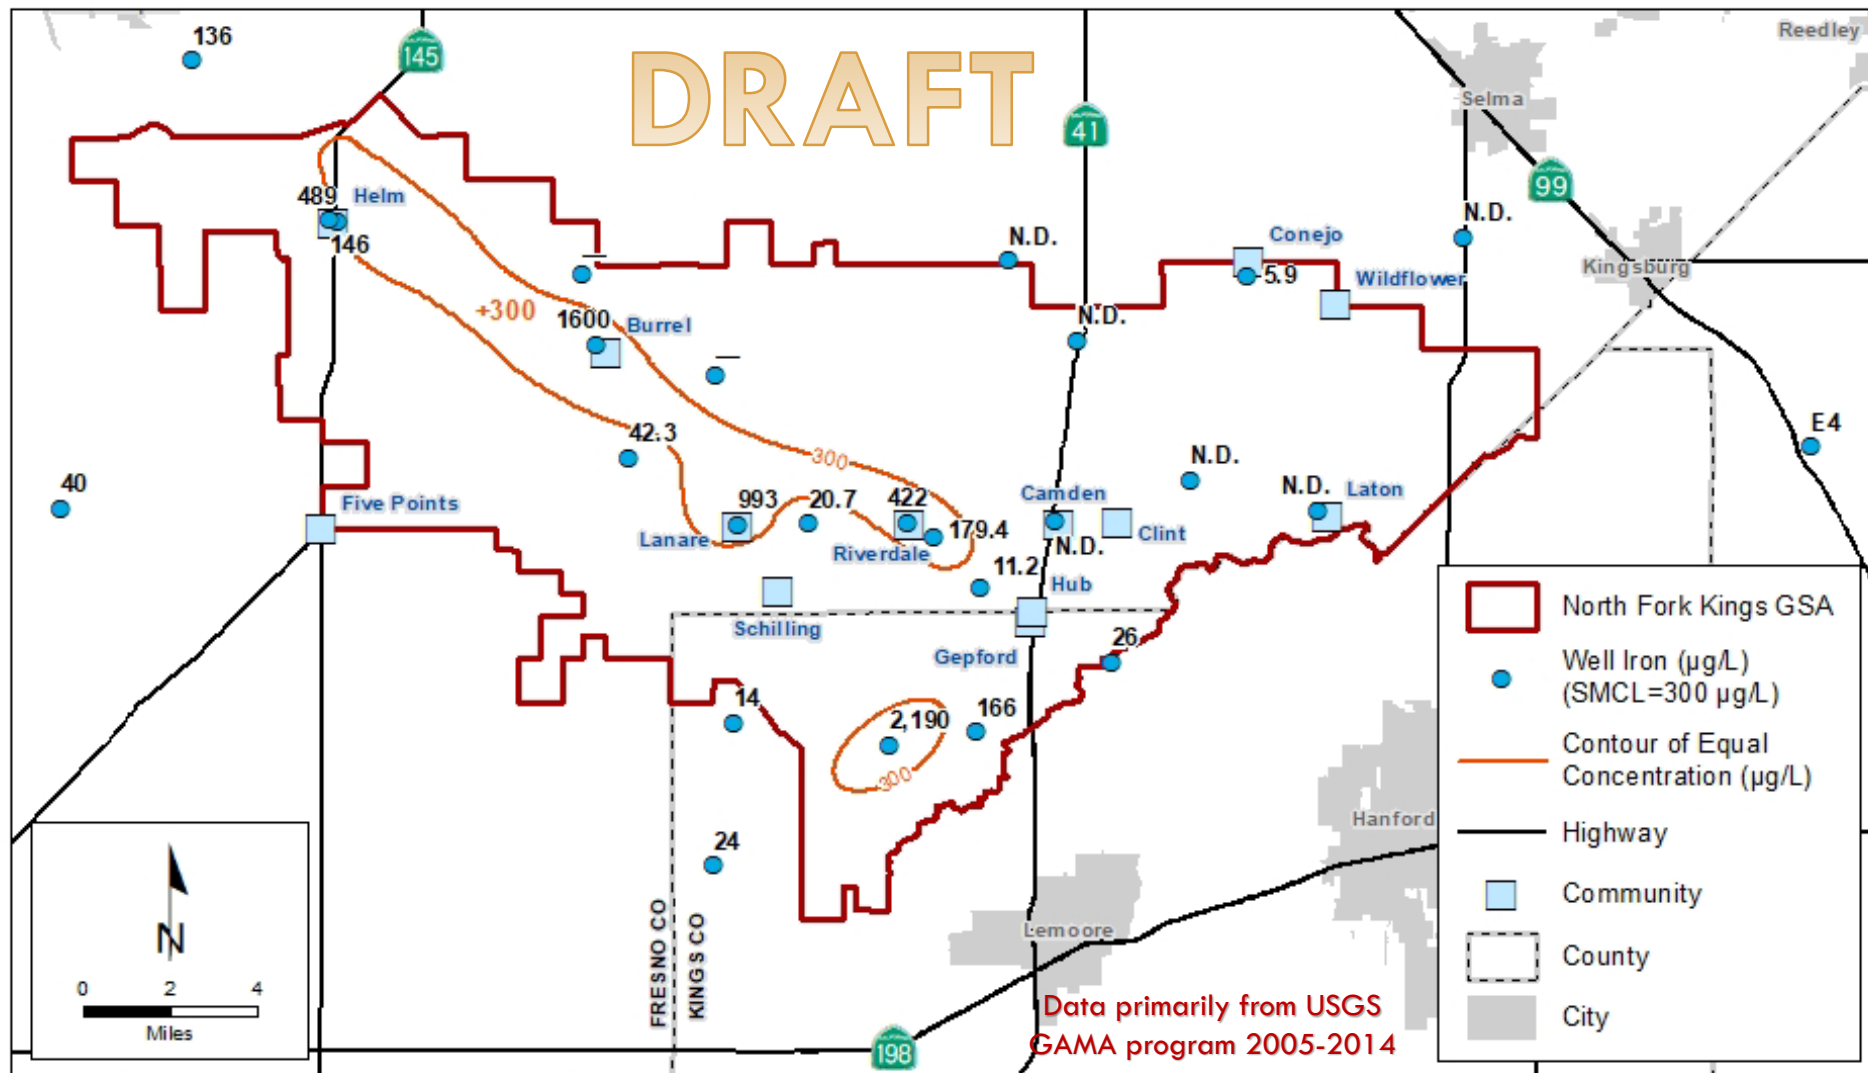 DRAFT
136
CALIFORNIA
145
CALIFORNIA
41
Reedley
Selma
CALIFORNIA
99
489
Helm
146
—
N.D.
Conejo
5.9
N.D.
Kingsburg
Wildflower
+300
1600
Burrel
N.D.
—
42.3
300
E4
40
Five Points
993
20.7
422
Camden
N.D.
N.D.
Laton
Lanare
Riverdale
179.4
N.D.
Clint
11.2
Hub
Schilling
Gepford
26
14
2,190
166
300
24
Hanford
Lemoore
FRESNO CO
KINGS CO
CALIFORNIA
198
N
0 2 4
Miles
Data primarily from USGS
GAMA program 2005-2014
North Fork Kings GSA
Well Iron (µg/L)
(SMCL=300 µg/L)
Contour of Equal
Concentration (µg/L)
Highway
Community
County
City